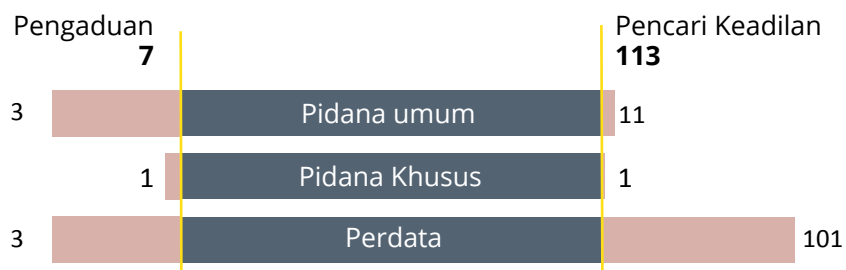 Pengaduan
7
Pencari Keadilan
113
3 Pidana umum 11
1 Pidana Khusus 1
3 Perdata 101